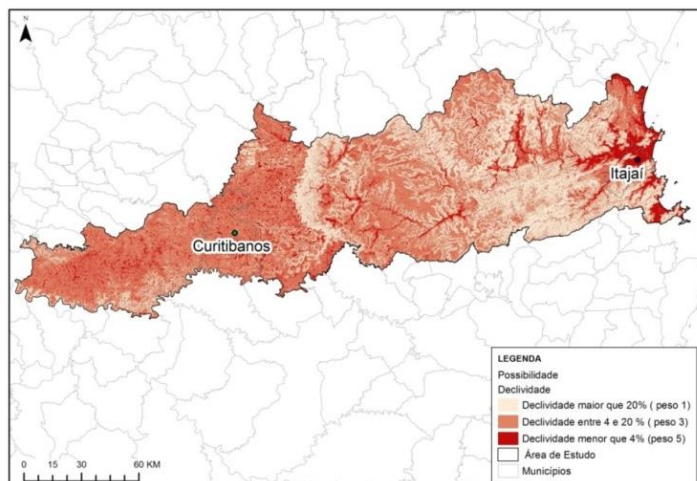 N
Itajaí
Curitibanos
LEGENDA
Possibilidade
Declividade
Declividade maior que 20% ( peso 1)
Declividade entre 4 e 20 % ( peso 3)
Declividade menor que 4% (peso 5)
Área de Estudo
Municípios
0 15 30 60 KM